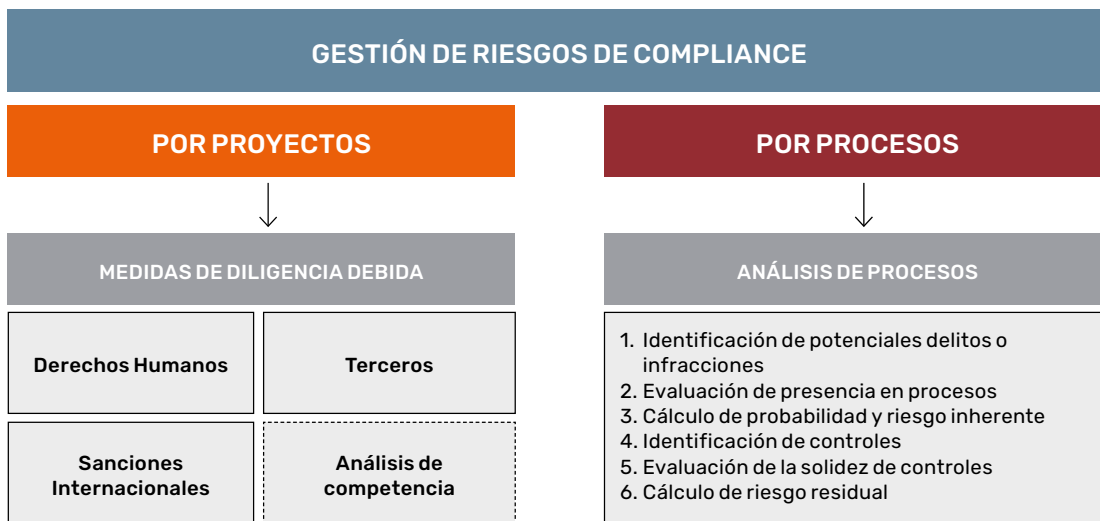 GESTIÓN DE RIESGOS DE COMPLIANCE
POR PROYECTOS
MEDIDAS DE DILIGENCIA DEBIDA
Derechos Humanos
Terceros
Sanciones
Internacionales
Análisis de
competencia
POR PROCESOS
ANÁLISIS DE PROCESOS
1. Identificación de potenciales delitos o
infracciones
2. Evaluación de presencia en procesos
3. Cálculo de probabilidad y riesgo inherente
4. Identificación de controles
5. Evaluación de la solidez de controles
6. Cálculo de riesgo residual